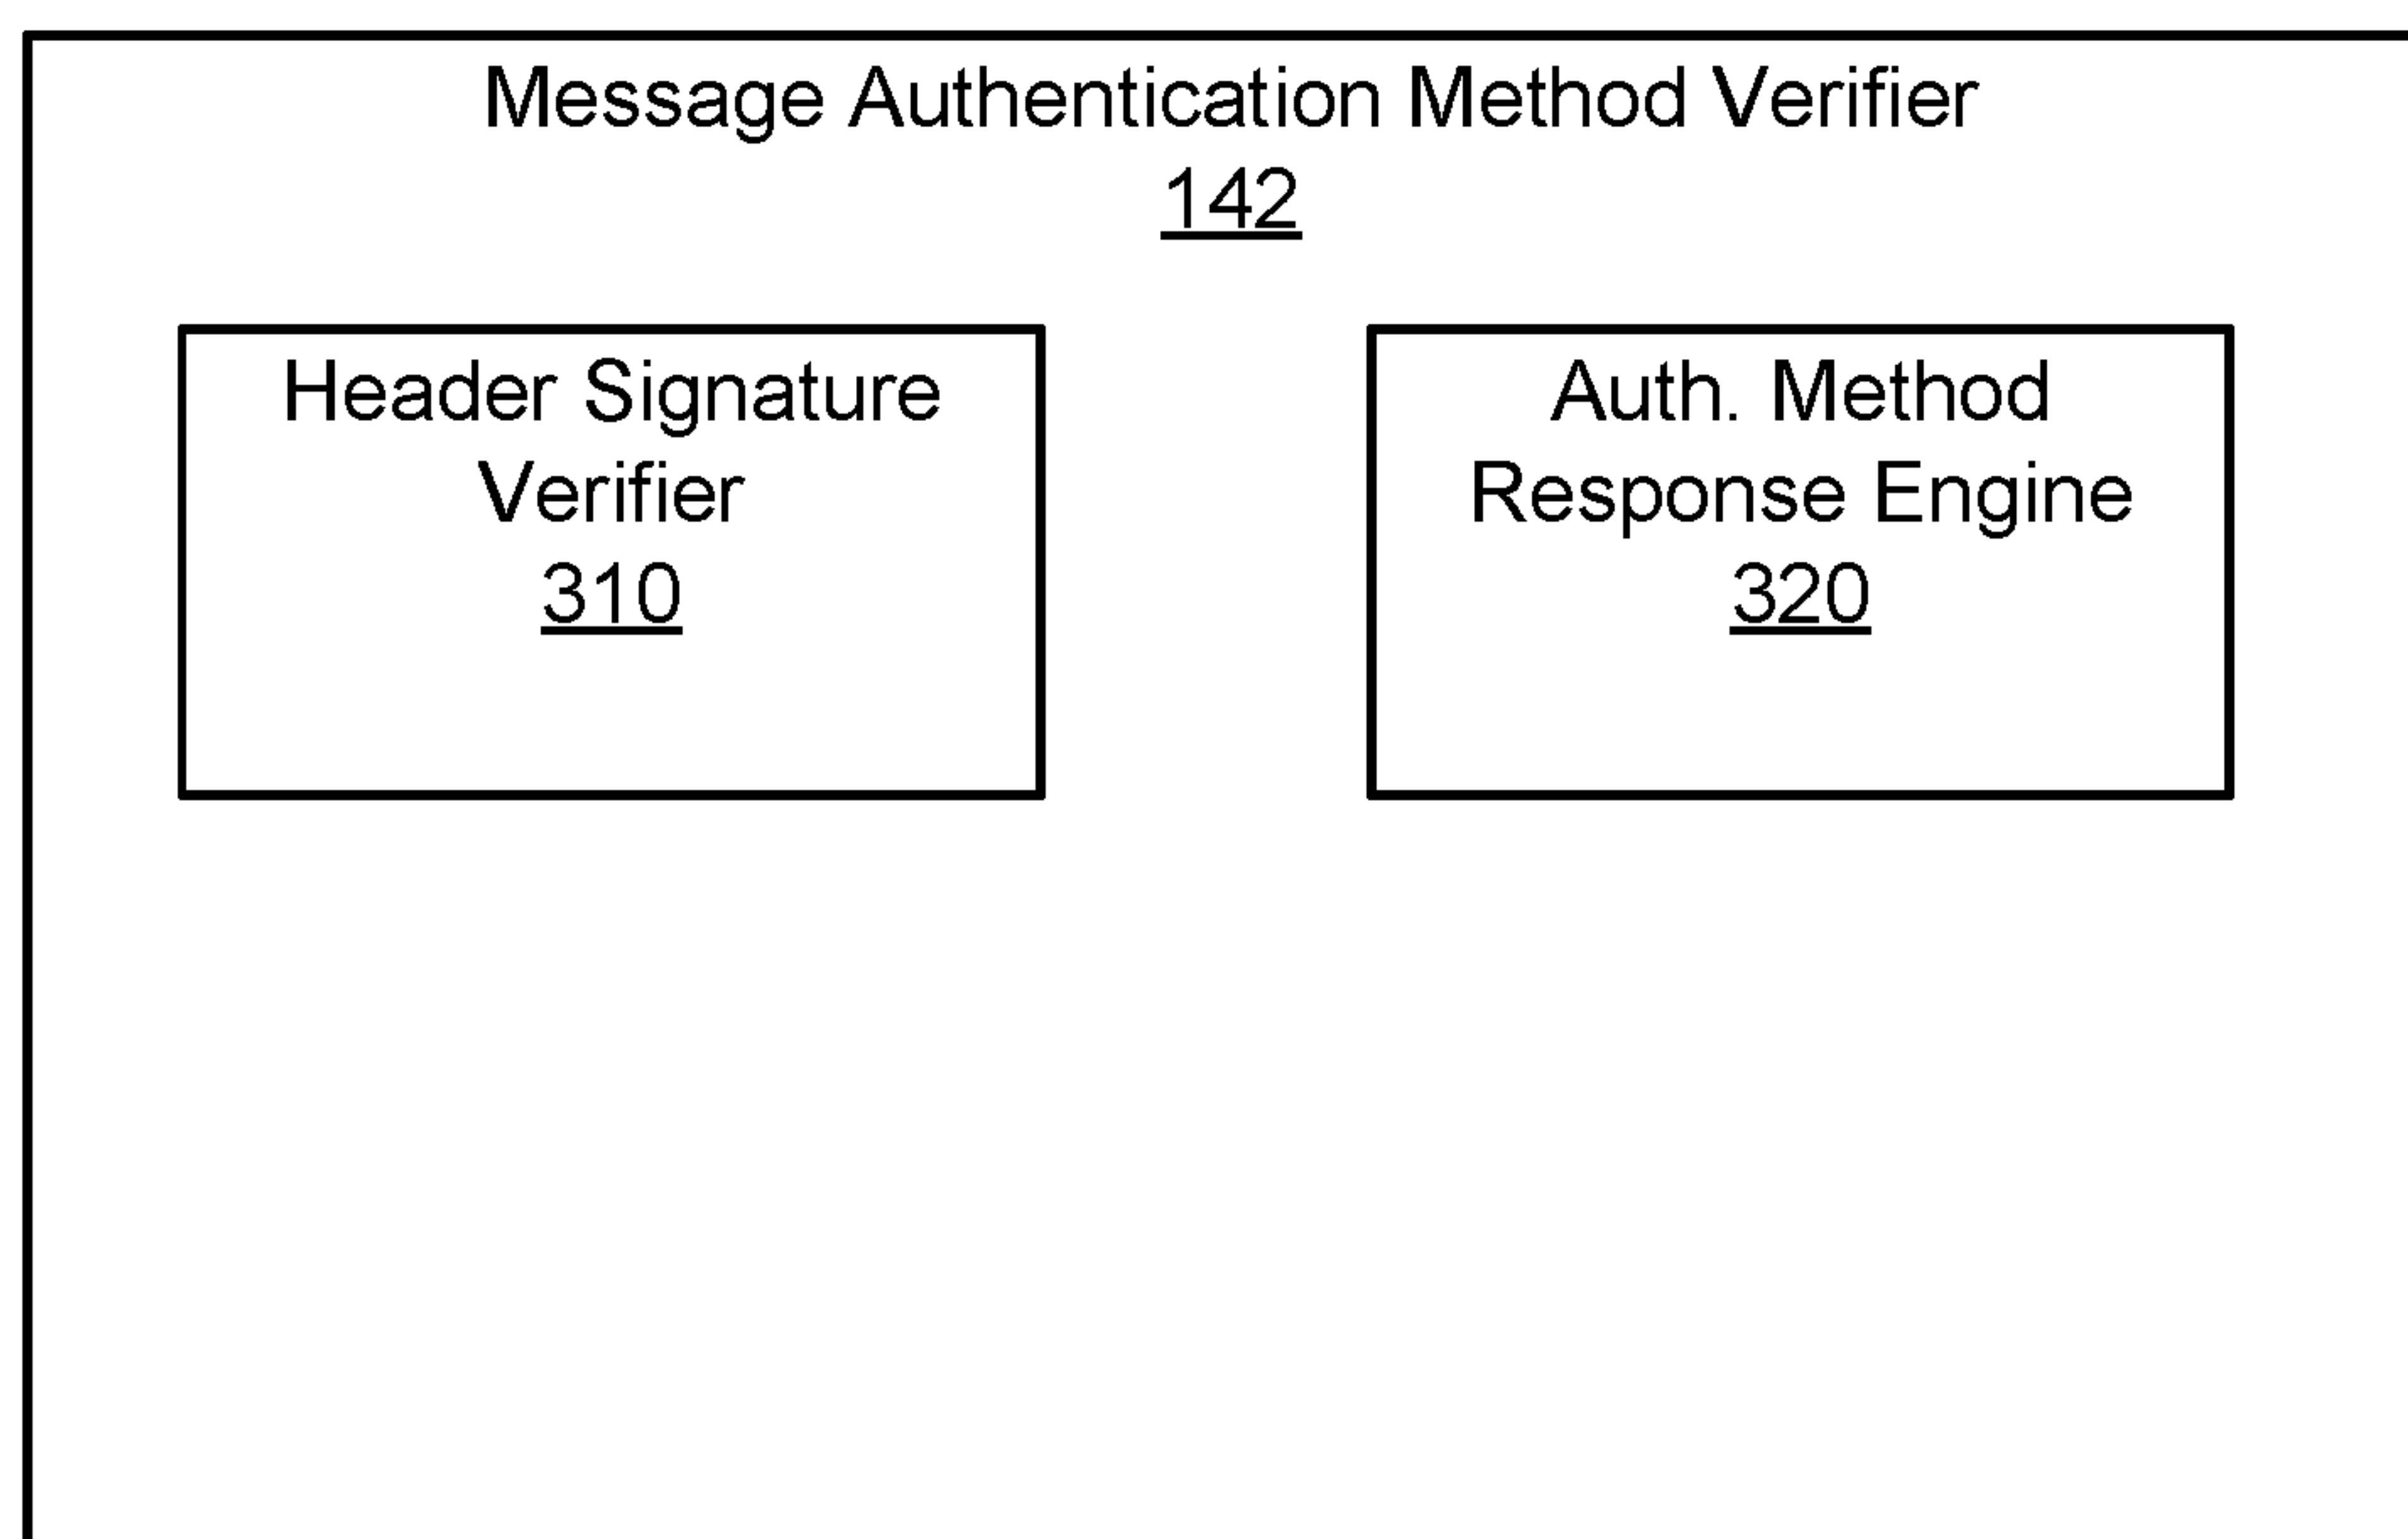 Message Authentication Method Verifier
142
Header Signature
Verifier
310
Auth. Method
Response Engine
320